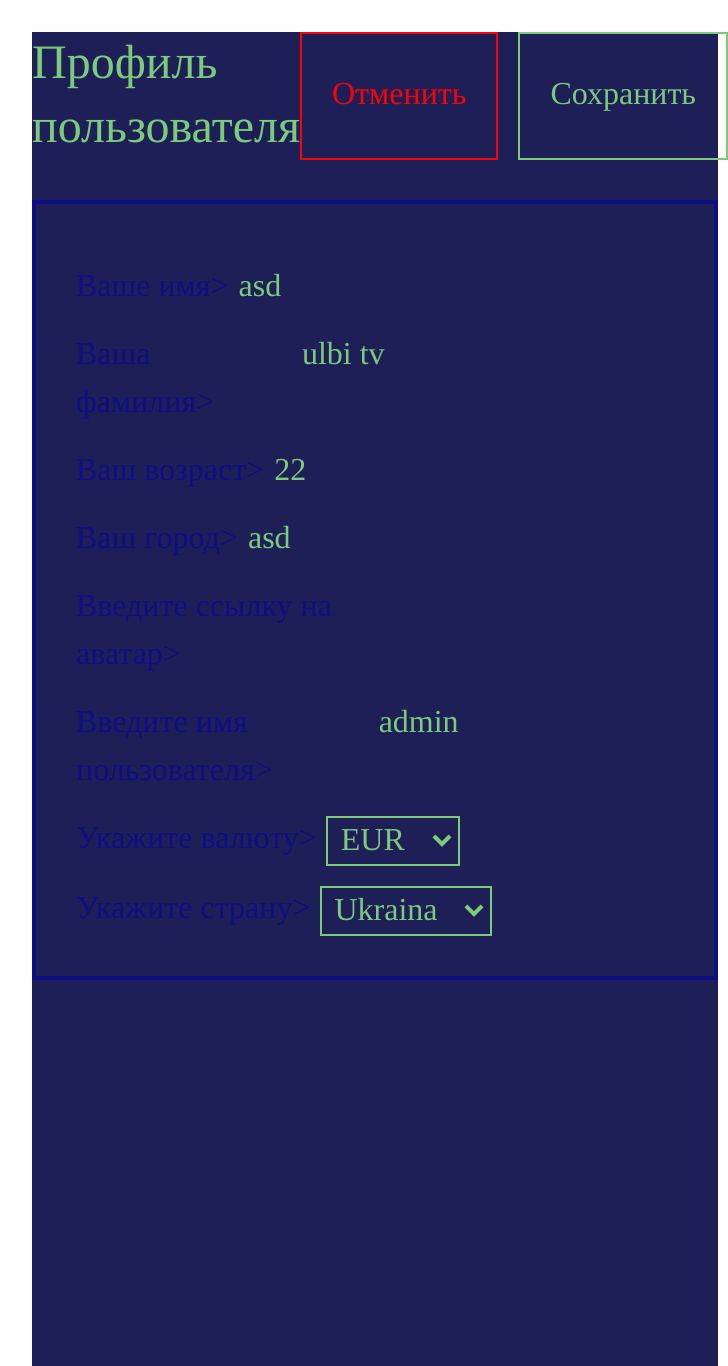 Профиль
пользователя
Отменить
Сохранить
Ваше имя> asd
Ваша
фамилия>
ulbi tv
Ваш возраст> 22
Ваш город> asd
Введите ссылку на
аватар>
Введите имя
пользователя>
admin
Укажите валюту> EUR
Укажите страну> Ukraina